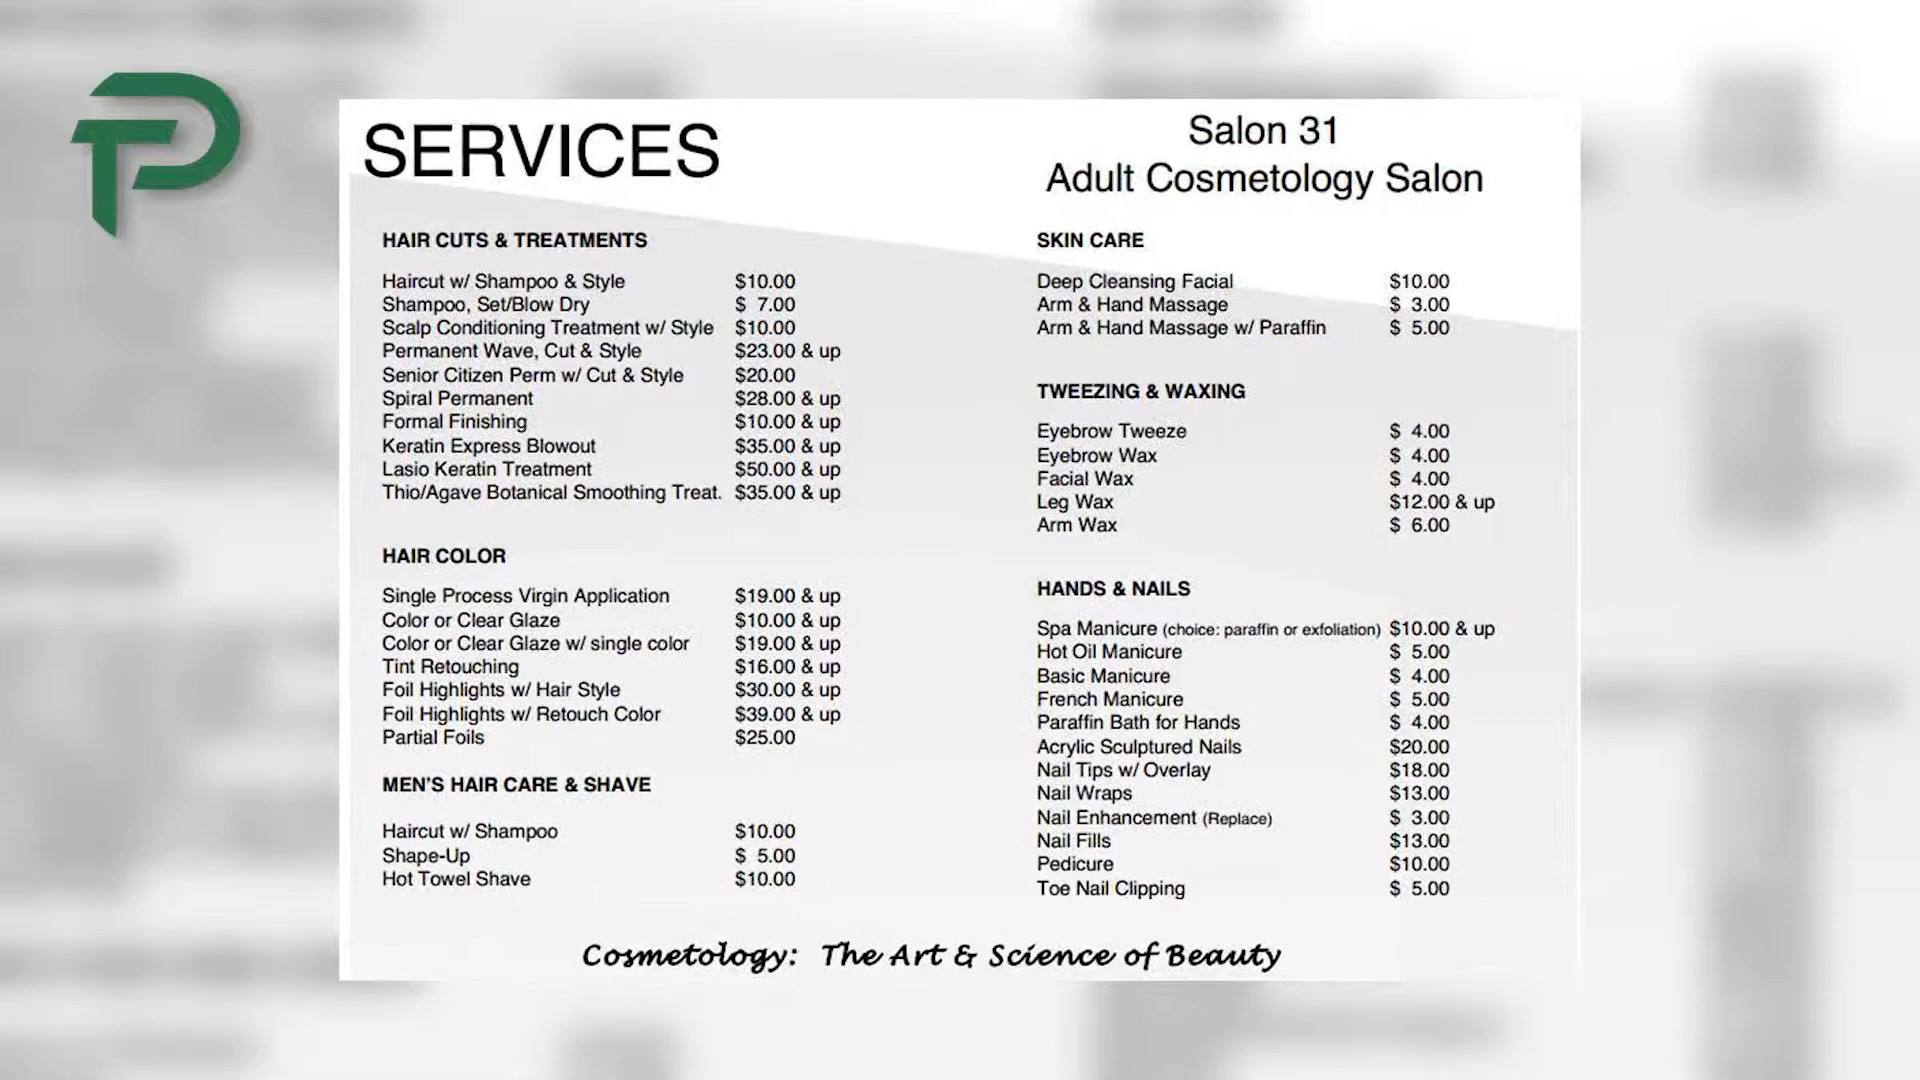 TP
SERVICES
Salon 31
Adult Cosmetology Salon
HAIR CUTS & TREATMENTS
Haircut w/ Shampoo & Style $10.00
Shampoo, Set/Blow Dry $ 7.00
Scalp Conditioning Treatment w/ Style $10.00
Permanent Wave, Cut & Style $23.00 & up
Senior Citizen Perm w/ Cut & Style $20.00
Spiral Permanent $28.00 & up
Formal Finishing $10.00 & up
Keratin Express Blowout $35.00 & up
Lasio Keratin Treatment $50.00 & up
Thio/Agave Botanical Smoothing Treat. $35.00 & up
HAIR COLOR
Single Process Virgin Application $19.00 & up
Color or Clear Glaze $10.00 & up
Color or Clear Glaze w/ single color $19.00 & up
Tint Retouching $16.00 & up
Foil Highlights w/ Hair Style $30.00 & up
Foil Highlights w/ Retouch Color $39.00 & up
Partial Foils $25.00
MEN'S HAIR CARE & SHAVE
Haircut w/ Shampoo $10.00
Shape-Up $ 5.00
Hot Towel Shave $10.00
SKIN CARE
Deep Cleansing Facial $10.00
Arm & Hand Massage $ 3.00
Arm & Hand Massage w/ Paraffin $ 5.00
TWEEZING & WAXING
Eyebrow Tweeze $ 4.00
Eyebrow Wax $ 4.00
Facial Wax $ 4.00
Leg Wax $12.00 & up
Arm Wax $ 6.00
HANDS & NAILS
Spa Manicure (choice: paraffin or exfoliation) $10.00 & up
Hot Oil Manicure $ 5.00
Basic Manicure $ 4.00
French Manicure $ 5.00
Paraffin Bath for Hands $ 4.00
Acrylic Sculptured Nails $20.00
Nail Tips w/ Overlay $18.00
Nail Wraps $13.00
Nail Enhancement (Replace) $ 3.00
Nail Fills $13.00
Pedicure $10.00
Toe Nail Clipping $ 5.00
Cosmetology: The Art & Science of Beauty